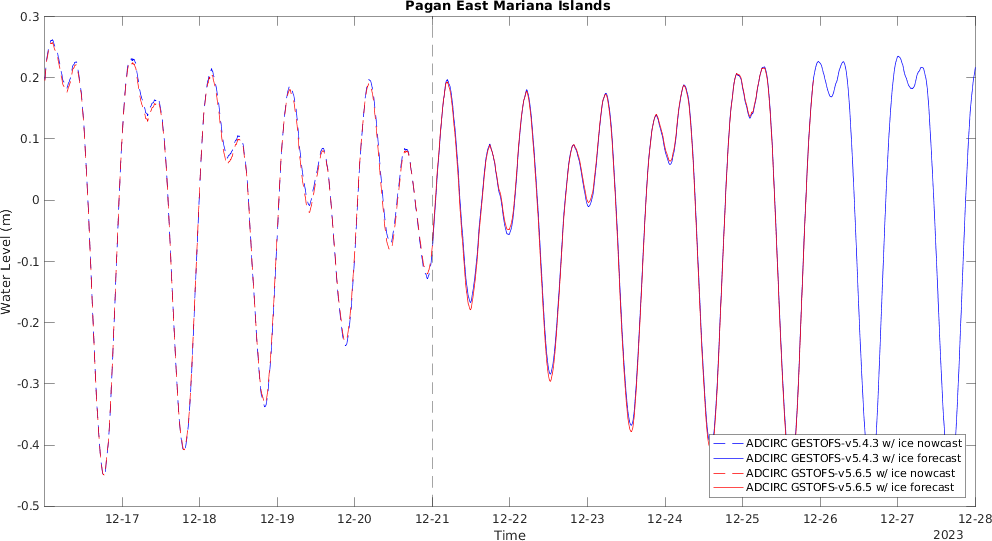 Pagan East Mariana Islands
0.3
0.2
0.1
0
-0.1
-0.2
-0.3
-0.4
-0.5
Water Level (m)
ADCIRC GESTOFS-v5.4.3 w/ ice nowcast
ADCIRC GESTOFS-v5.4.3 w/ ice forecast
ADCIRC GSTOFS-v5.6.5 w/ ice nowcast
ADCIRC GSTOFS-v5.6.5 w/ ice forecast
12-17 12-18 12-19 12-20 12-21 12-22 12-23 12-24 12-25 12-26 12-27 12-28
Time
2023